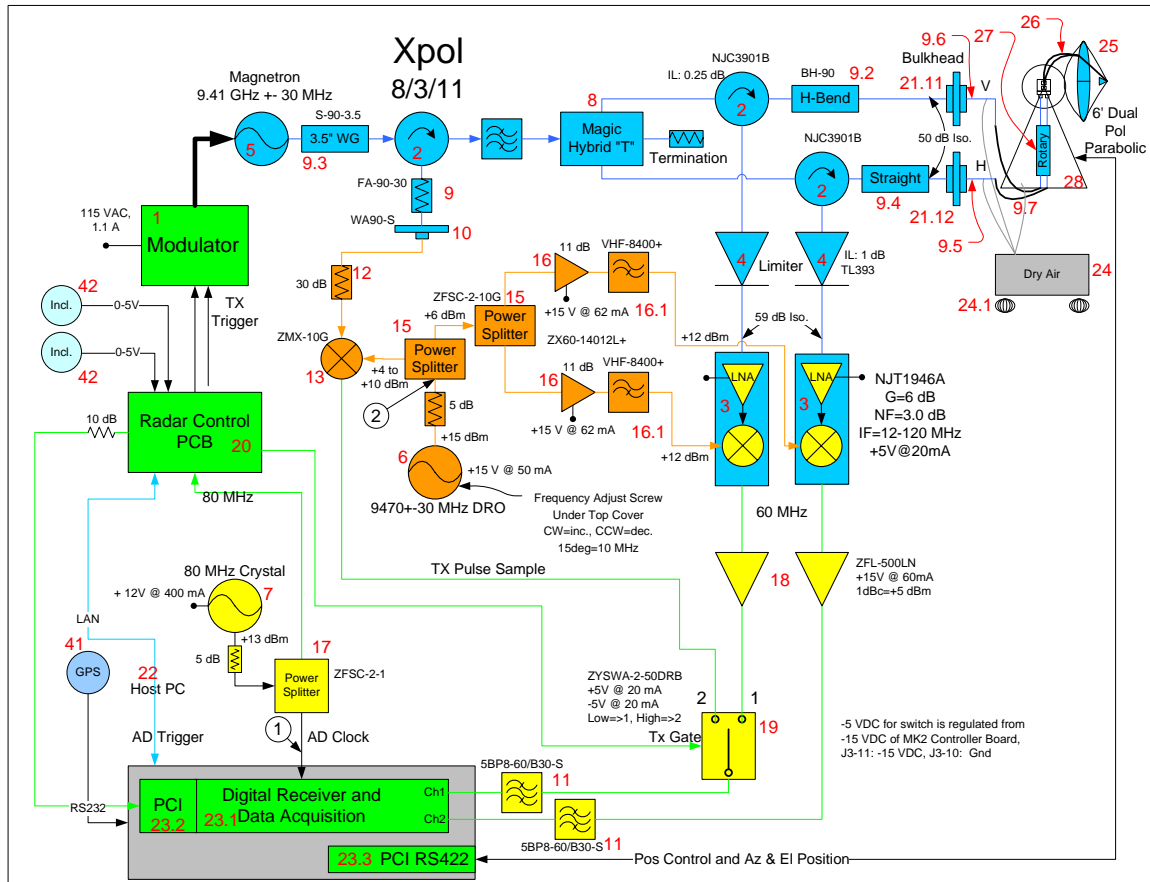 Xpol
8/3/11
Magnetron
9.41 GHz +- 30 MHz
5
S-90-3.5
3.5" WG
9.3
2
FA-90-30
9
WA90-S
10
8
Magic
Hybrid "T"
Termination
NJC3901B
IL: 0.25 dB
2
BH-90
9.2
H-Bend
NJC3901B
2
Straight
9.4
9.6
Bulkhead
21.11
V
50 dB Iso.
H
21.12
9.5
27
26
25
6' Dual
Pol
Parabolic
Rotary
28
9.7
Dry Air
24
24.1
115 VAC,
1.1 A
1
Modulator
42
Incl.
0-5V
TX
Trigger
Incl.
0-5V
42
10 dB
Radar Control
PCB
20
80 MHz
12
30 dB
ZMX-10G
13
+4 to
+10 dBm
15
Power
Splitter
2
ZFSC-2-10G
+6 dBm
15
Power
Splitter
5 dB
+15 dBm
6
+15 V @ 50 mA
9470+-30 MHz DRO
Frequency Adjust Screw
Under Top Cover
CW=inc., CCW=dec.
15deg=10 MHz
16
11 dB
+15 V @ 62 mA
VHF-8400+
16.1
ZX60-14012L+
16
11 dB
+15 V @ 62 mA
VHF-8400+
16.1
+12 dBm
+12 dBm
4
Limiter
4
IL: 1 dB
TL393
59 dB Iso.
LNA
3
LNA
3
NJT1946A
G=6 dB
NF=3.0 dB
IF=12-120 MHz
+5V@20mA
60 MHz
18
ZFL-500LN
+15V @ 60mA
1dBc=+5 dBm
TX Pulse Sample
80 MHz Crystal
+ 12V @ 400 mA
7
+13 dBm
5 dB
17
Power
Splitter
ZFSC-2-1
1
AD Clock
LAN
41
GPS
22
Host PC
AD Trigger
RS232
ZYSWA-2-50DRB
+5V @ 20 mA
-5V @ 20 mA
Low=>1, High=>2
2
1
Tx Gate
19
-5 VDC for switch is regulated from
-15 VDC of MK2 Controller Board,
J3-11: -15 VDC, J3-10: Gnd
PCI
23.2
23.1
Digital Receiver and
Data Acquisition
Ch1
Ch2
5BP8-60/B30-S
11
5BP8-60/B30-S
11
23.3 PCI RS422
Pos Control and Az & El Position